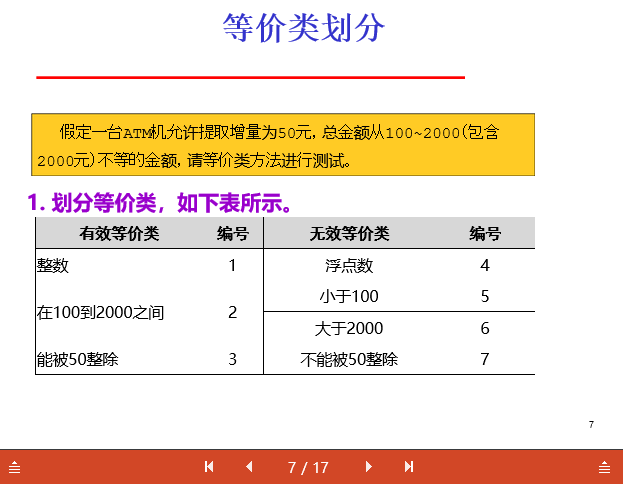 等价类划分
假定一台ATM机允许提取增量为50元，总金额从100~2000(包含
2000元)不等的金额，请等价类方法进行测试。
1. 划分等价类，如下表所示。
有效等价类 编号 无效等价类 编号
整数 1 浮点数 4
小于100 5
在100到2000之间 2
大于2000 6
能被50整除 3 不能被50整除 7
7
7 / 17